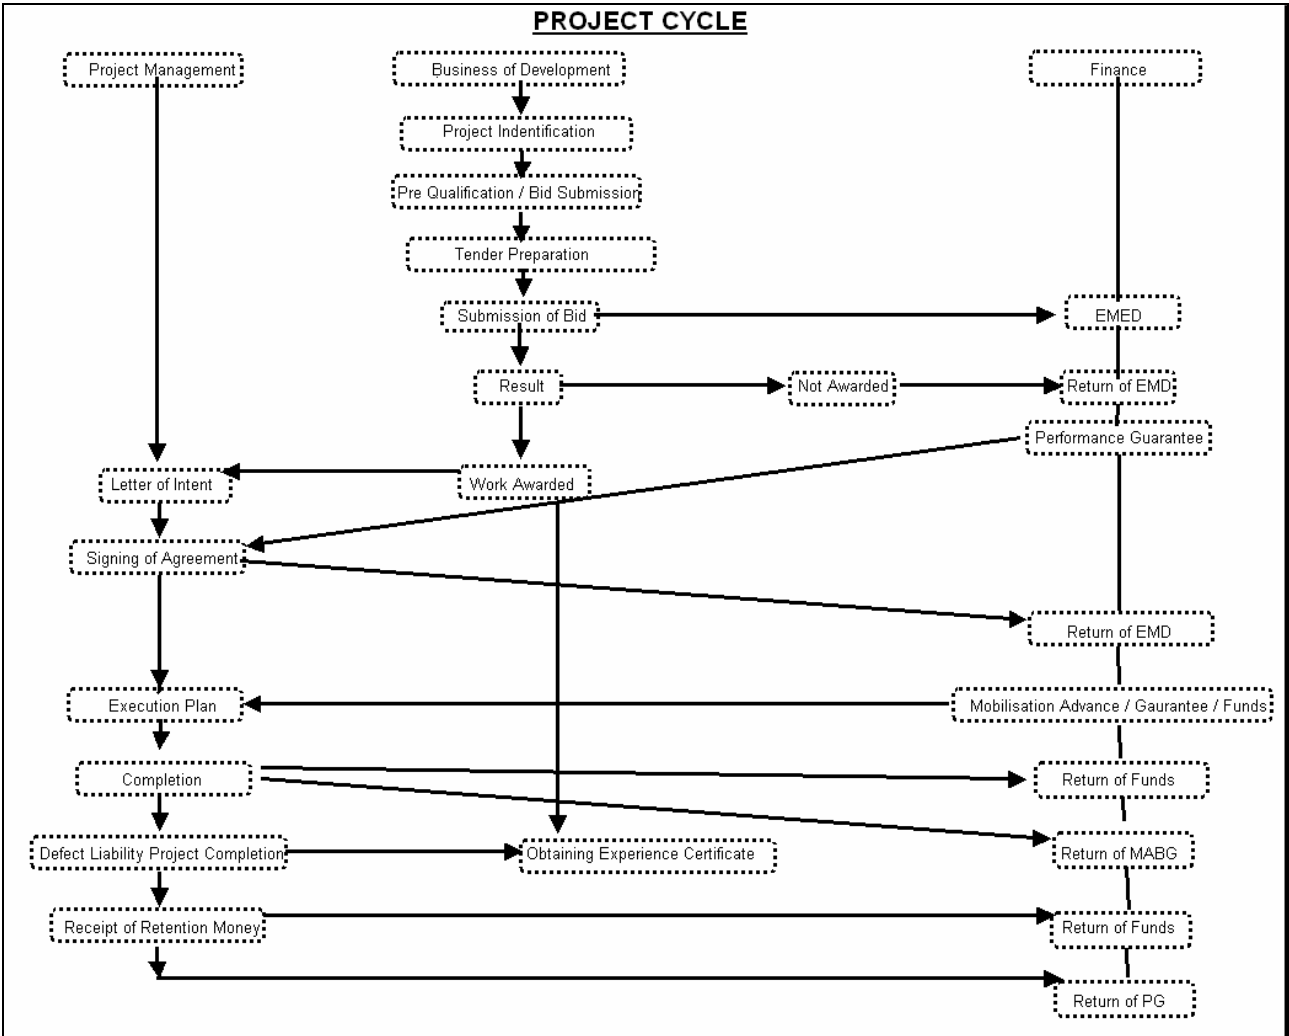 PROJECT CYCLE
Project Management
Business of Development
Finance
Project Indentification
Pre Qualification / Bid Submission
Tender Preparation
Submission of Bid
EMED
Result
Not Awarded
Return of EMD
Performance Guarantee
Letter of Intent
Work Awarded
Signing of Agreement
Return of EMD
Execution Plan
Mobilisation Advance / Gaurantee / Funds
Completion
Return of Funds
Defect Liability Project Completion
Obtaining Experience Certificate
Return of MABG
Receipt of Retention Money
Return of Funds
Return of PG